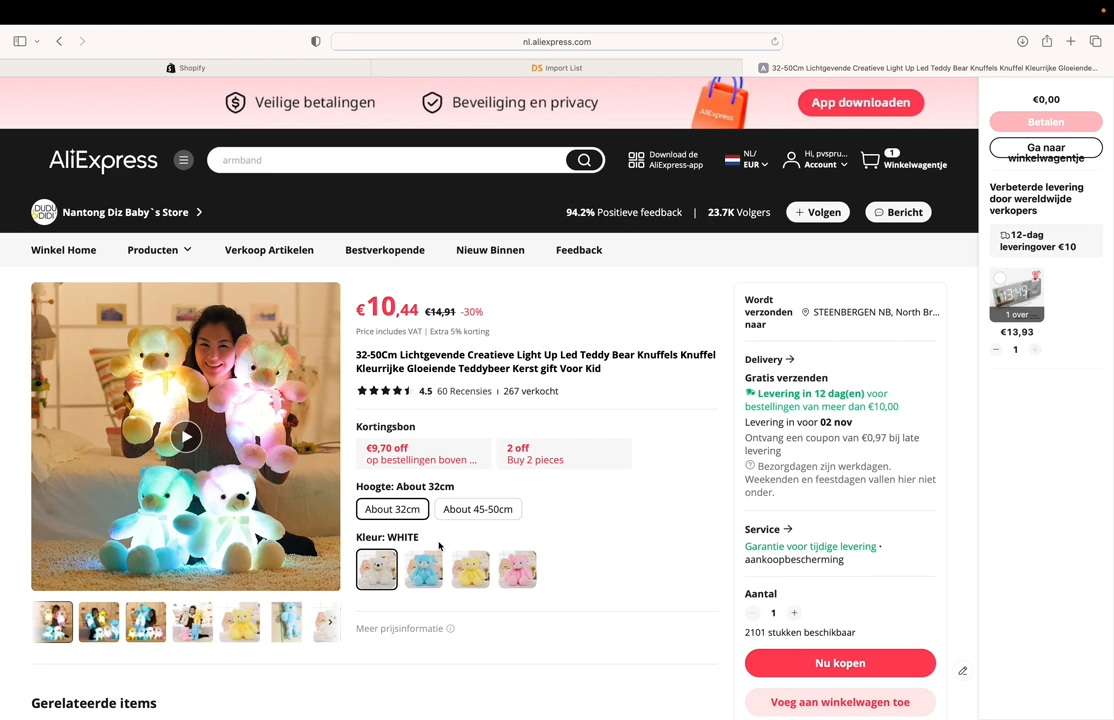 nl.aliexpress.com
Shopify
DS Import List
A 32-50Cm Lichtgevende Creatieve Light Up Led Teddy Bear Knuffels Knuffel Kleurrijke Gloeiende...
Veilige betalingen
Beveiliging en privacy
AliExpress
App downloaden
AliExpress
armband
Download de
AliExpress-app
NL/
EUR
Hi, pvspru...
Account
1
Winkelwagentje
DUDU
DIDI
Nantong Diz Baby`s Store
94.2% Positieve feedback | 23.7K Volgers
+ Volgen
Bericht
Winkel Home
Producten
Verkoop Artikelen
Bestverkopende
Nieuw Binnen
Feedback
€10,44 €14,91 -30%
Price includes VAT | Extra 5% korting
32-50Cm Lichtgevende Creatieve Light Up Led Teddy Bear Knuffels Knuffel
Kleurrijke Gloeiende Teddybeer Kerst gift Voor Kid
4.5 60 Recensies 267 verkocht
Kortingsbon
€9,70 off
op bestellingen boven ...
2 off
Buy 2 pieces
Hoogte: About 32cm
About 32cm
About 45-50cm
Kleur: WHITE
Meer prijsinformatie
Gerelateerde items
Wordt
verzonden
naar
STEENBERGEN NB, North Br...
Delivery
Gratis verzenden
Levering in 12 dag(en) voor
bestellingen van meer dan €10,00
Levering in voor 02 nov
Ontvang een coupon van €0,97 bij late
levering
Bezorgdagen zijn werkdagen.
Weekenden en feestdagen vallen hier niet
onder.
Service
Garantie voor tijdige levering ·
aankoopbescherming
Aantal
1 +
2101 stukken beschikbaar
Nu kopen
Voeg aan winkelwagen toe
€0,00
Betalen
Ga naar
winkelwagentje
Verbeterde levering
door wereldwijde
verkopers
12-dag
leveringover €10
1349
1 over
€13,93
− 1 +